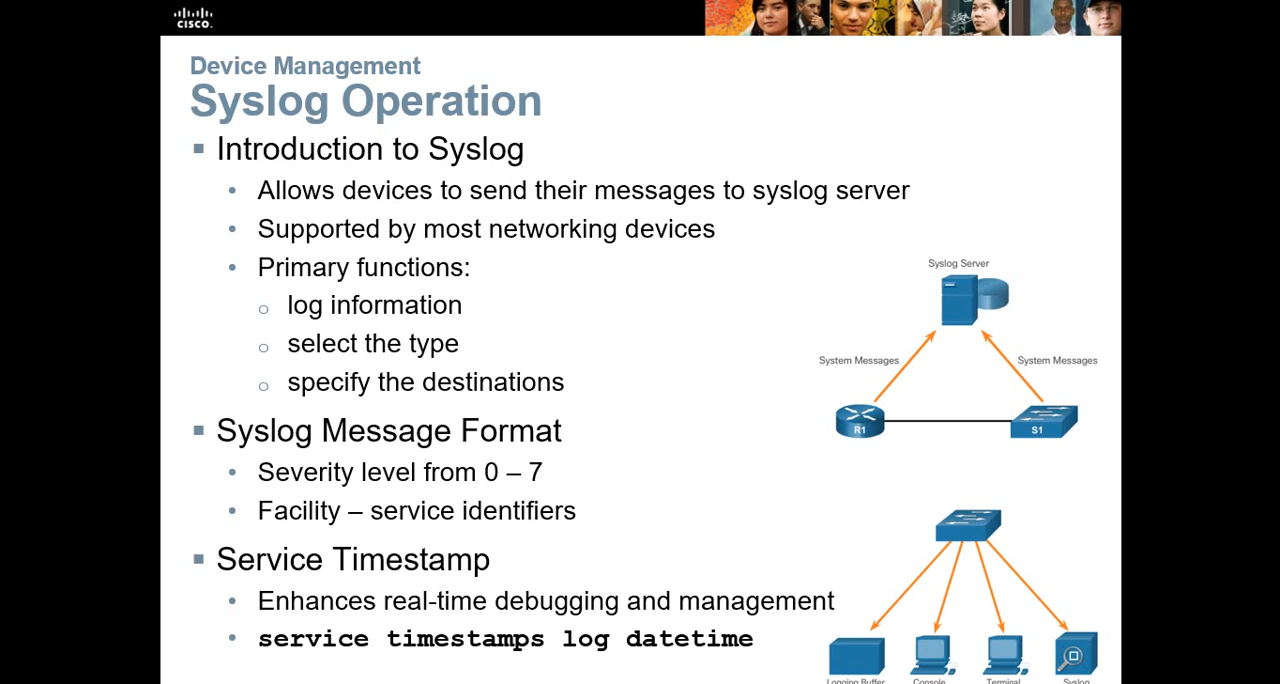 CISCO.
Device Management
Syslog Operation
Introduction to Syslog
Allows devices to send their messages to syslog server
Supported by most networking devices
Primary functions:
log information
select the type
specify the destinations
Syslog Message Format
Severity level from 0 – 7
Facility – service identifiers
Service Timestamp
Enhances real-time debugging and management
service timestamps log datetime
Syslog Server
System Messages
System Messages
R1
S1
Logging Buffer
Console
Terminal
Syslog